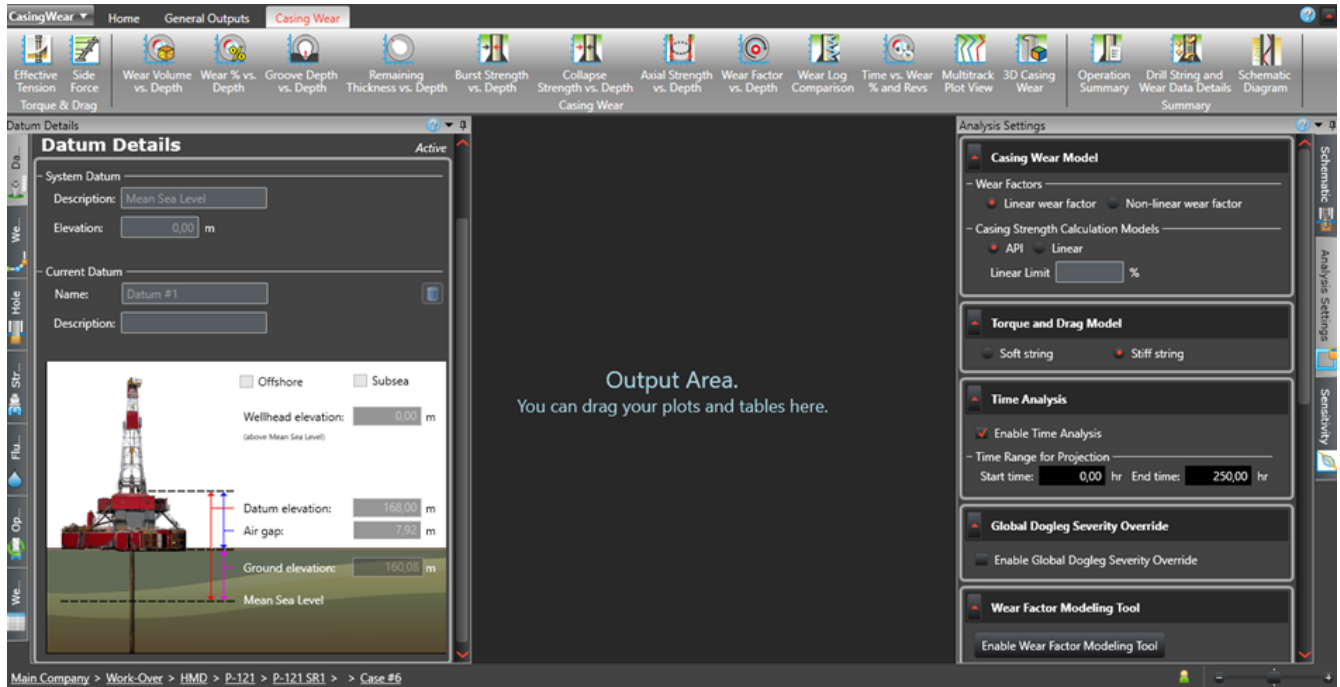 CasingWear
Home
General Outputs
Casing Wear
Effective Tension
Side Force
Wear Volume vs. Depth
Wear % vs. Depth
Groove Depth vs. Depth
Remaining Thickness vs. Depth
Burst Strength vs. Depth
Collapse Strength vs. Depth
Axial Strength vs. Depth
Wear Factor vs. Depth
Wear Log Comparison
Time vs. Wear % and Revs
Multitrack Plot View
3D Casing Wear
Operation Summary
Drill String and Wear Data Details
Schematic Diagram
Torque & Drag
Casing Wear
Summary
Datum Details
Da...
We...
Hole
Str...
Flu...
Op...
We...
Datum Details
Active
System Datum
Description: Mean Sea Level
Elevation: 0,00 m
Current Datum
Name: Datum #1
Description:
Offshore
Subsea
Wellhead elevation: 0,00 m
(above Mean Sea Level)
Datum elevation: 168,00 m
Air gap: 7,92 m
Ground elevation: 160,08 m
Mean Sea Level
Output Area.
You can drag your plots and tables here.
Analysis Settings
Casing Wear Model
Wear Factors
Linear wear factor
Non-linear wear factor
Casing Strength Calculation Models
API
Linear
Linear Limit %
Torque and Drag Model
Soft string
Stiff string
Time Analysis
Enable Time Analysis
Time Range for Projection
Start time: 0,00 hr End time: 250,00 hr
Global Dogleg Severity Override
Enable Global Dogleg Severity Override
Wear Factor Modeling Tool
Enable Wear Factor Modeling Tool
Schematic
Analysis Settings
Sensitivity
Main Company > Work-Over > HMD > P-121 > P-121 SR1 > > Case #6